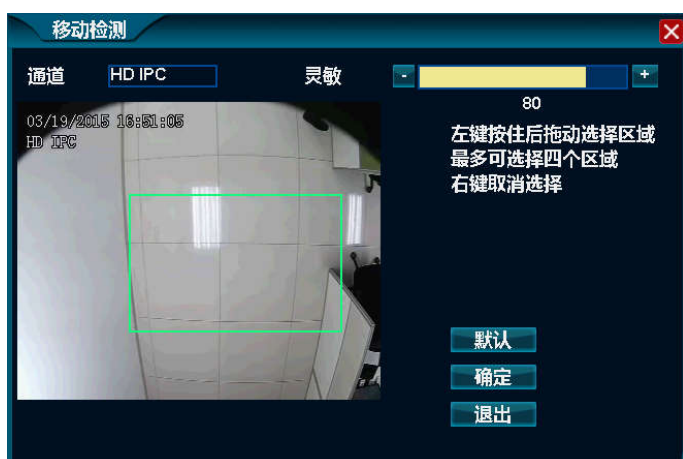 移动检测
通道 HD IPC 灵敏 - +
80
03/19/2015 16:51:05
HD IPC
左键按住后拖动选择区域
最多可选择四个区域
右键取消选择
默认
确定
退出